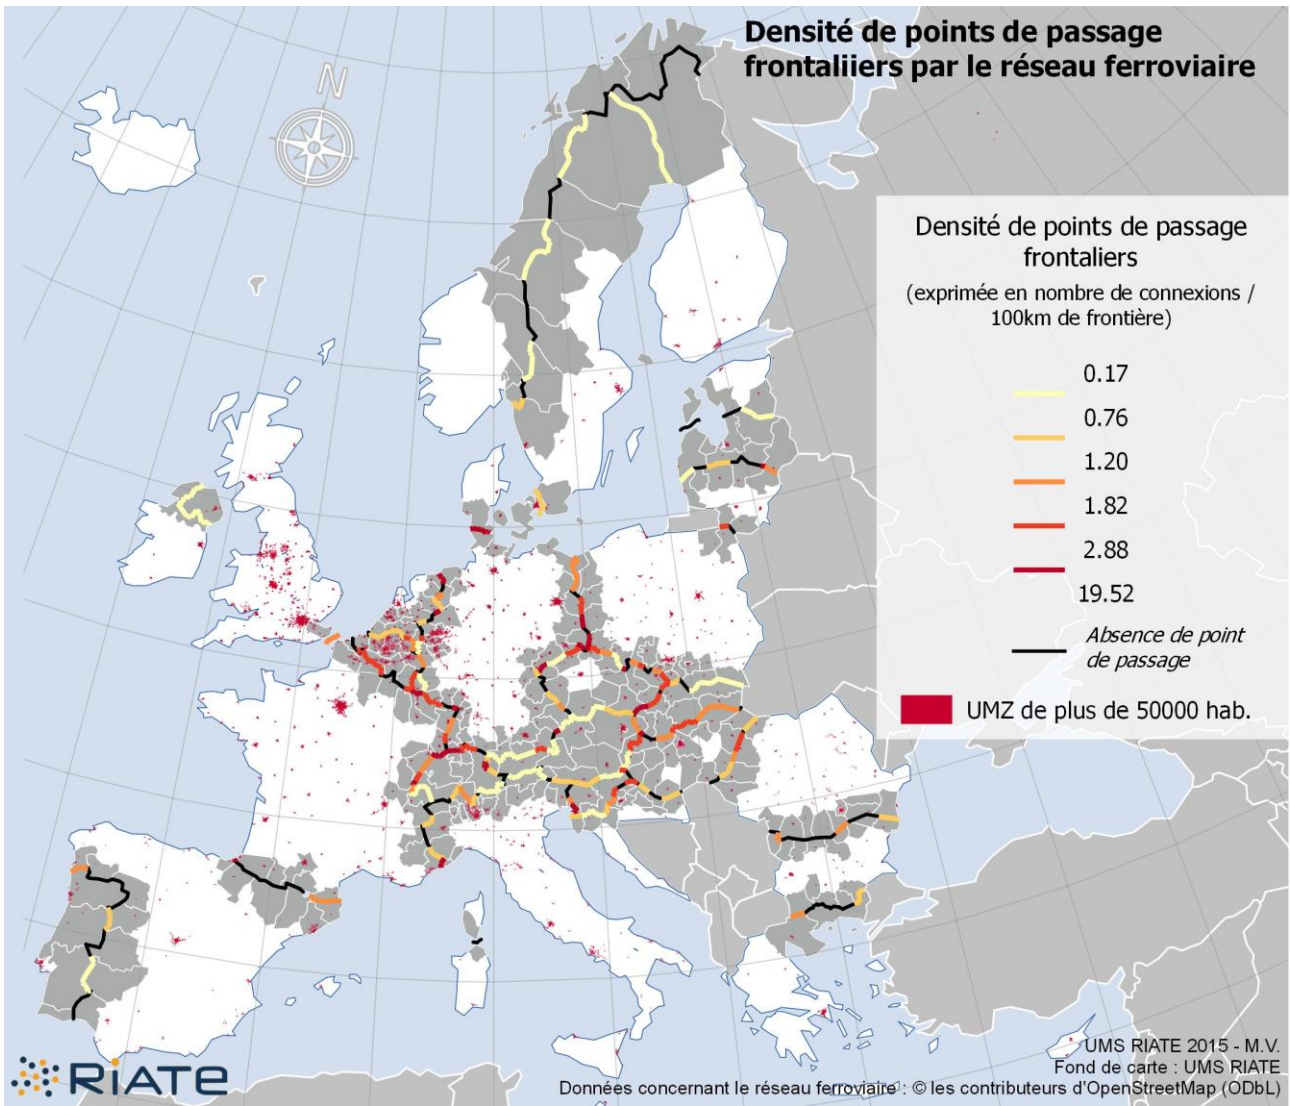 Densité de points de passage
frontaliiers par le réseau ferroviaire
N
Densité de points de passage
frontaliers
(exprimée en nombre de connexions /
100km de frontière)
0.17
0.76
1.20
1.82
2.88
19.52
Absence de point
de passage
UMZ de plus de 50000 hab.
RIATE
UMS RIATE 2015 - M.V.
Fond de carte : UMS RIATE
Données concernant le réseau ferroviaire : © les contributeurs d'OpenStreetMap (ODbL)